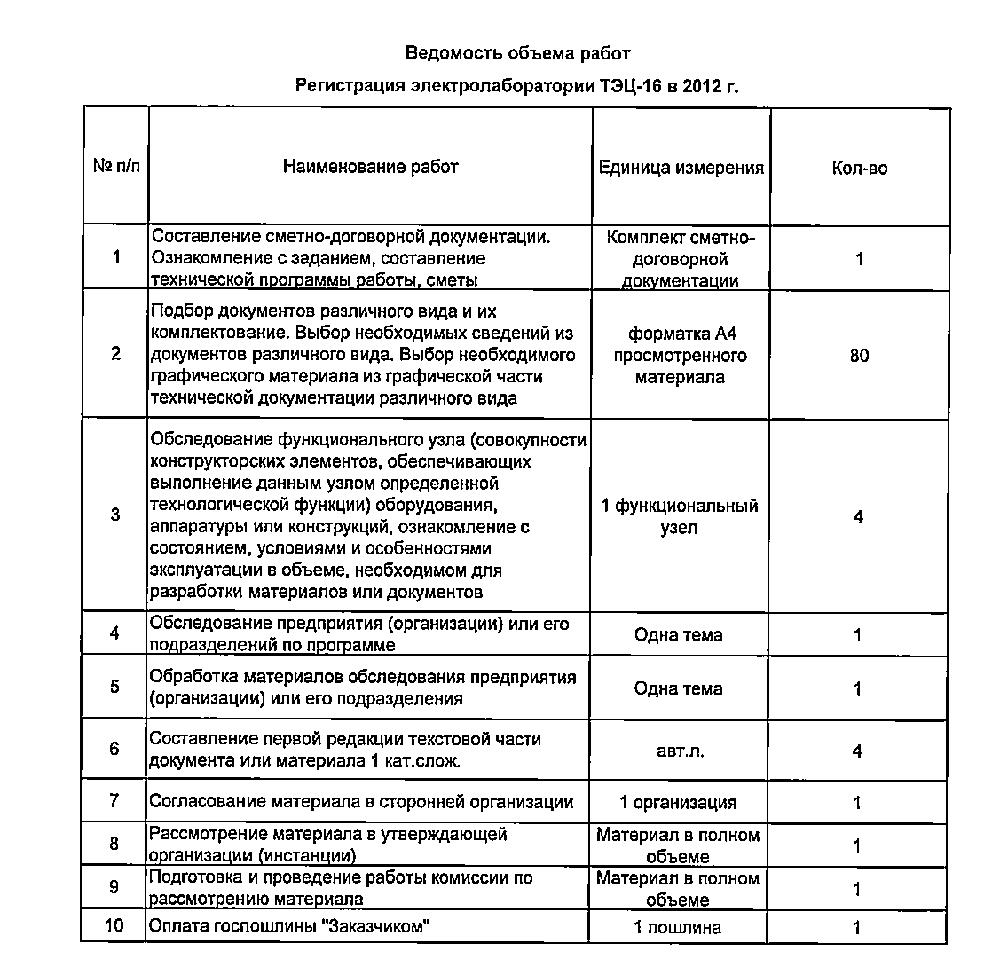 Ведомость объема работ
Регистрация электролаборатории ТЭЦ-16 в 2012 г.
№ п/п
Наименование работ
Единица измерения
Кол-во
1
Составление сметно-договорной документации.
Ознакомление с заданием, составление
технической программы работы, сметы
Комплект сметно-
договорной
документации
1
2
Подбор документов различного вида и их
комплектование. Выбор необходимых сведений из
документов различного вида. Выбор необходимого
графического материала из графической части
технической документации различного вида
форматка А4
просмотренного
материала
80
3
Обследование функционального узла (совокупности
конструкторских элементов, обеспечивающих
выполнение данным узлом определенной
технологической функции) оборудования,
аппаратуры или конструкций, ознакомление с
состоянием, условиями и особенностями
эксплуатации в объеме, необходимом для
разработки материалов или документов
1 функциональный
узел
4
4
Обследование предприятия (организации) или его
подразделений по программе
Одна тема
1
5
Обработка материалов обследования предприятия
(организации) или его подразделения
Одна тема
1
6
Составление первой редакции текстовой части
документа или материала 1 кат.слож.
авт.л.
4
7
Согласование материала в сторонней организации
1 организация
1
8
Рассмотрение материала в утверждающей
организации (инстанции)
Материал в полном
объеме
1
9
Подготовка и проведение работы комиссии по
рассмотрению материала
Материал в полном
объеме
1
10
Оплата госпошлины "Заказчиком"
1 пошлина
1